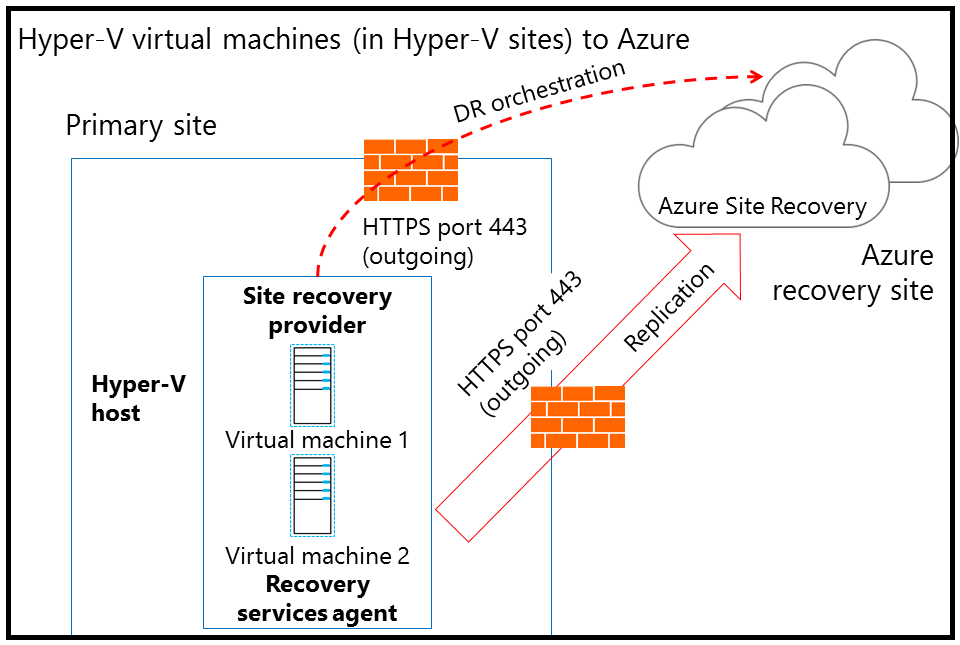 Hyper-V virtual machines (in Hyper-V sites) to Azure
DR orchestration
Primary site
HTTPS port 443
(outgoing)
Azure Site Recovery
Azure
recovery site
Site recovery
provider
HTTPS port 443
(outgoing)
Replication
Hyper-V
host
Virtual machine 1
Virtual machine 2
Recovery
services agent